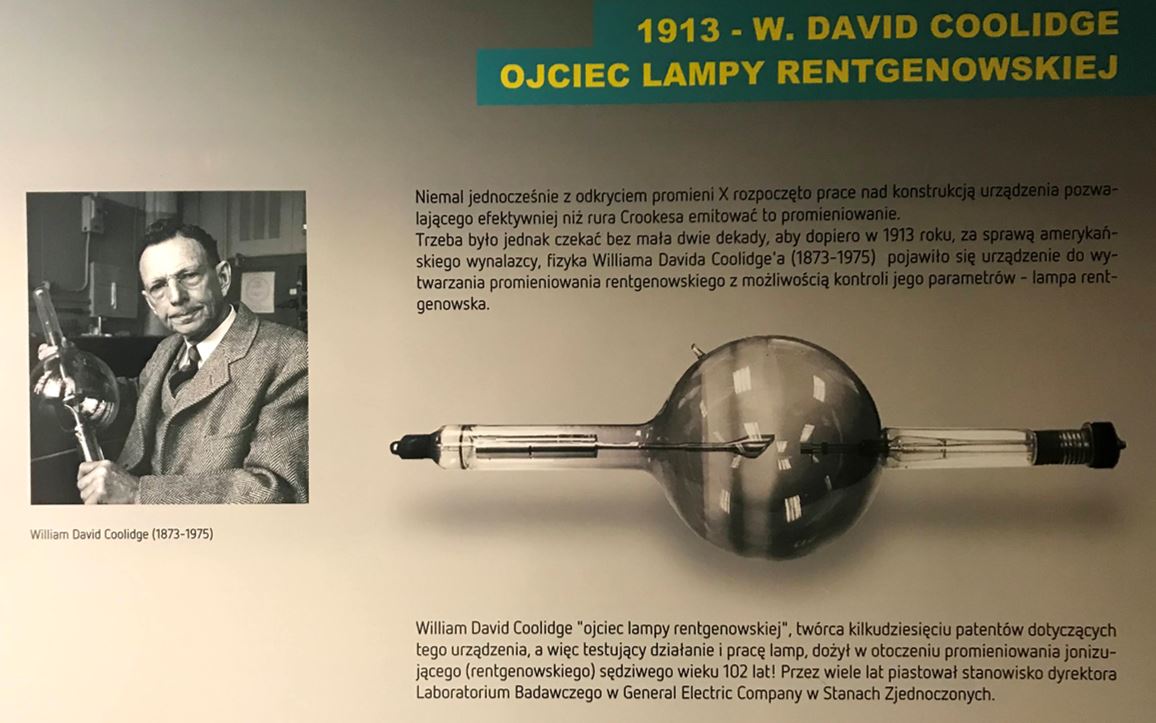 1913 - W. DAVID COOLIDGE
OJCIEC LAMPY RENTGENOWSKIEJ
Niemal jednocześnie z odkryciem promieni X rozpoczęto prace nad konstrukcją urządzenia pozwa-
lającego efektywniej niż rura Crookesa emitować to promieniowanie.
Trzeba było jednak czekać bez mała dwie dekady, aby dopiero w 1913 roku, za sprawą amerykań-
skiego wynalazcy, fizyka Williama Davida Coolidge'a (1873-1975) pojawiło się urządzenie do wy-
twarzania promieniowania rentgenowskiego z możliwością kontroli jego parametrów - lampa rent-
genowska.
William David Coolidge (1873-1975)
William David Coolidge "ojciec lampy rentgenowskiej", twórca kilkudziesięciu patentów dotyczących
tego urządzenia, a więc testujący działanie i pracę lamp, dożył w otoczeniu promieniowania jonizu-
jącego (rentgenowskiego) sędziwego wieku 102 lat! Przez wiele lat piastował stanowisko dyrektora
Laboratorium Badawczego w General Electric Company w Stanach Zjednoczonych.